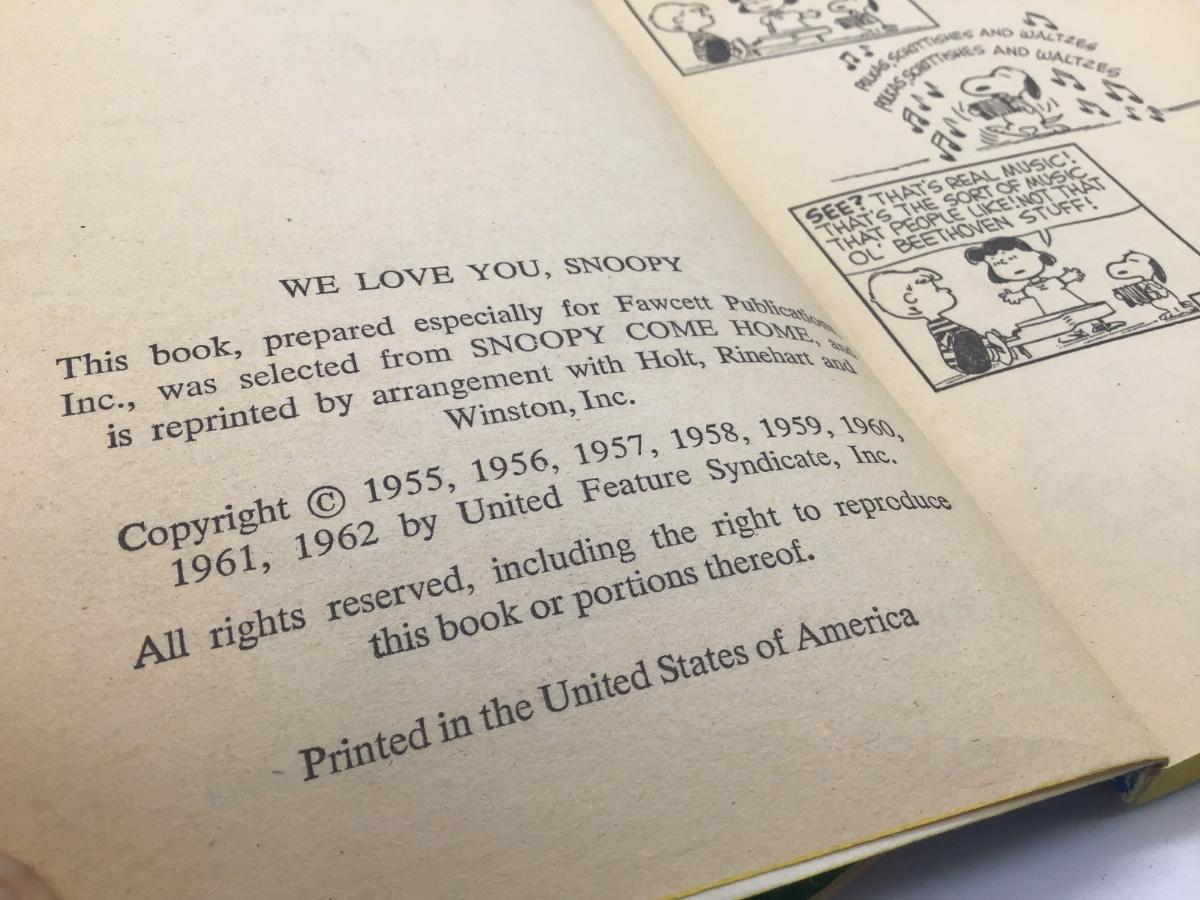 WE LOVE YOU, SNOOPY
This book, prepared especially for Fawcett Publications,
Inc., was selected from SNOOPY COME HOME, and
is reprinted by arrangement with Holt, Rinehart and
Winston, Inc.
Copyright © 1955, 1956, 1957, 1958, 1959, 1960,
1961, 1962 by United Feature Syndicate, Inc.
All rights reserved, including the right to reproduce
this book or portions thereof.
Printed in the United States of America
POLKAS, SCHOTTISHES AND WALTZES
POLKAS, SCHOTTISHES AND WALTZES
SEE? THAT'S REAL MUSIC!
THAT'S THE SORT OF MUSIC
THAT PEOPLE LIKE! NOT THAT
OL' BEETHOVEN STUFF!